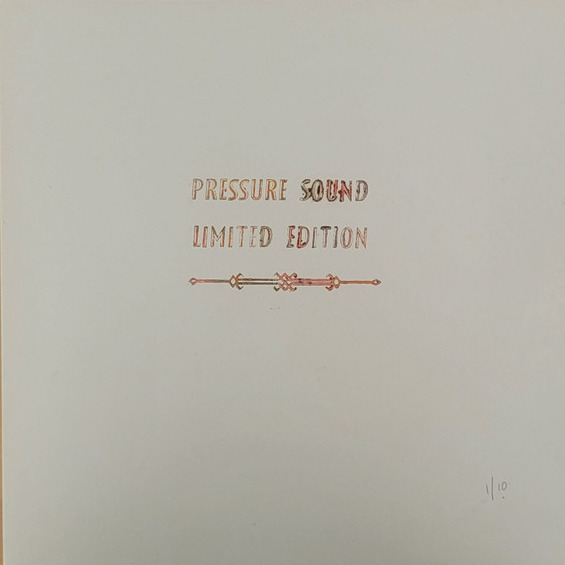 PRESSURE SOUND
LIMITED EDITION
1/10